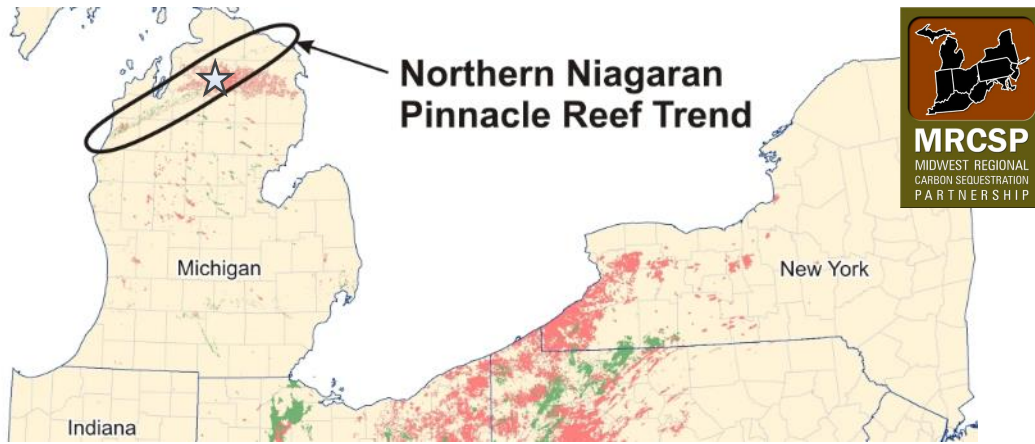 Northern Niagaran
Pinnacle Reef Trend
MRCSP
MIDWEST REGIONAL
CARBON SEQUESTRATION
PARTNERSHIP
Michigan
New York
Indiana